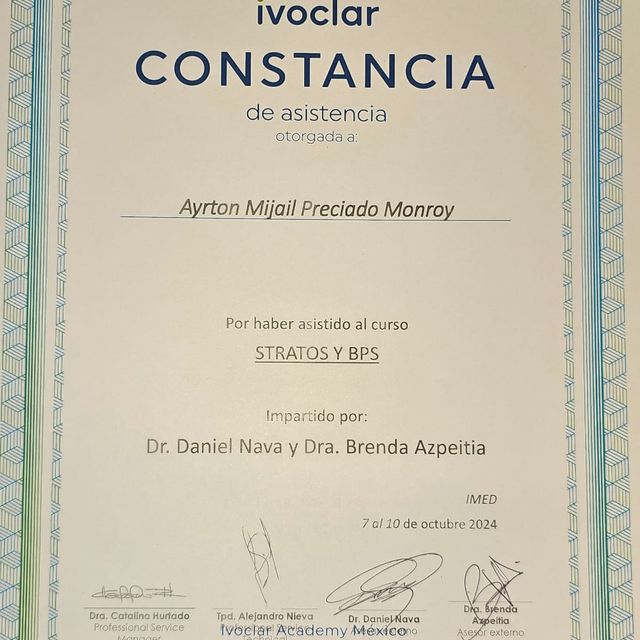 ivoclar
CONSTANCIA
de asistencia
otorgada a:
Ayrton Mijail Preciado Monroy
Por haber asistido al curso
STRATOS Y BPS
Impartido por:
Dr. Daniel Nava y Dra. Brenda Azpeitia
IMED
7 al 10 de octubre 2024
Dra. Catalina Hurtado
Professional Service
Manager
Tpd. Alejandro Nieva
Dr. Daniel Nava
Dra. Brenda
Azpeitia
Asesor externo
Ivoclar Academy México